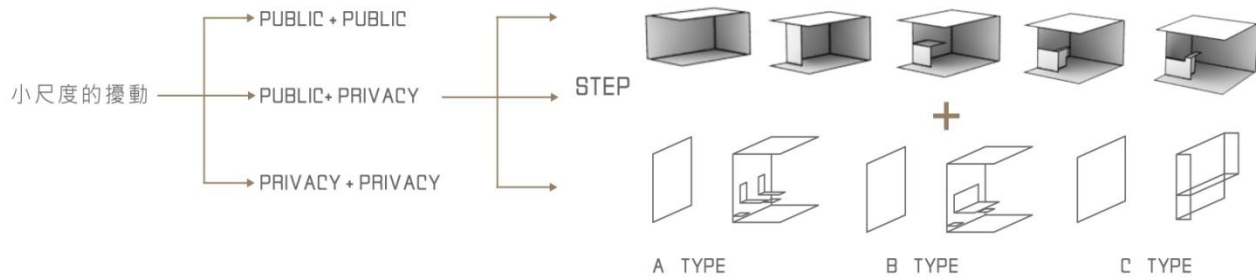 小尺度的擾動
PUBLIC + PUBLIC
PUBLIC+ PRIVACY
PRIVACY + PRIVACY
STEP
+
A TYPE
B TYPE
C TYPE